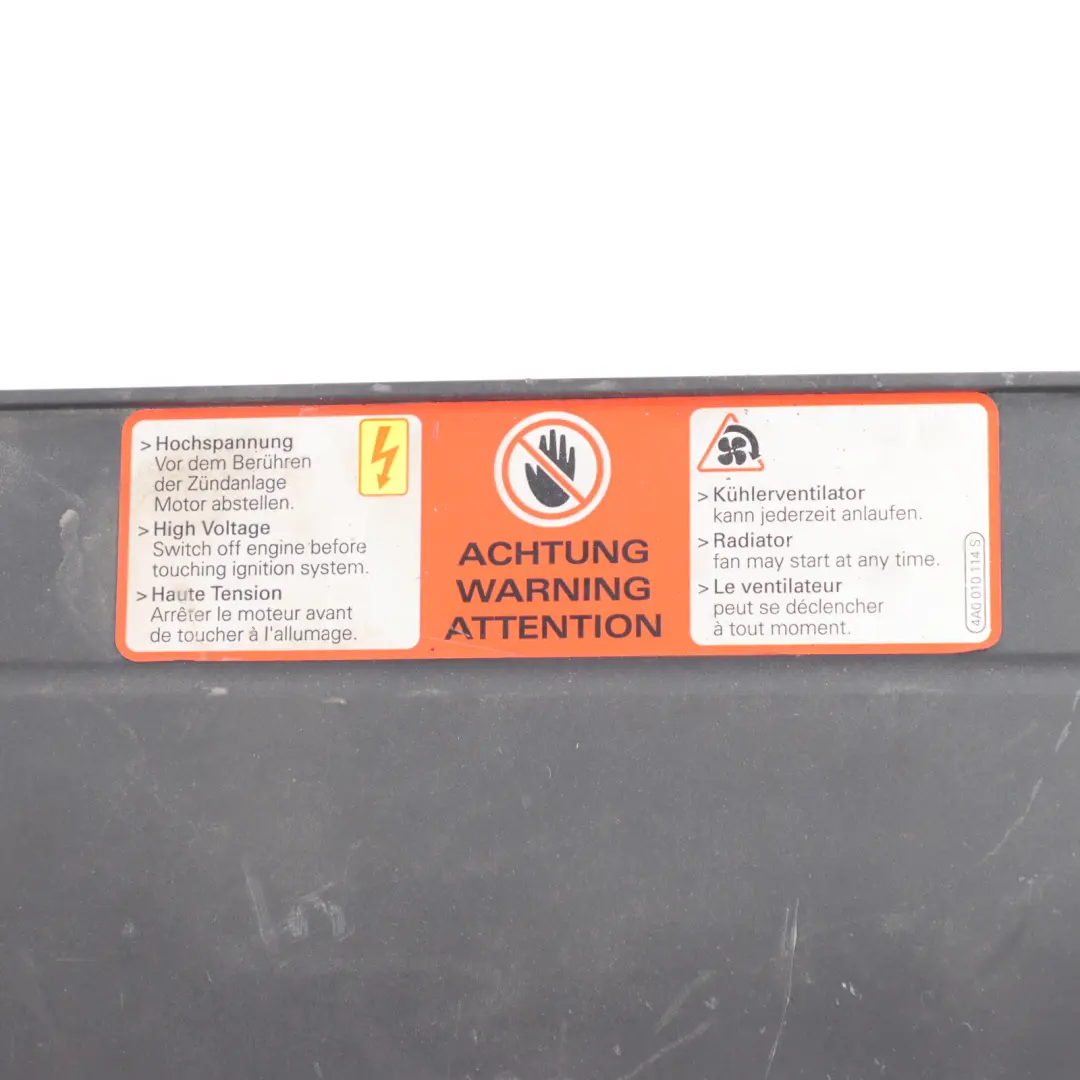 > Hochspannung
Vor dem Berühren
der Zündanlage
Motor abstellen.
> High Voltage
Switch off engine before
touching ignition system.
> Haute Tension
Arrêter le moteur avant
de toucher à l'allumage.
ACHTUNG
WARNING
ATTENTION
> Kühlerventilator
kann jederzeit anlaufen.
> Radiator
fan may start at any time.
> Le ventilateur
peut se déclencher
à tout moment.
4A0 010 114 S